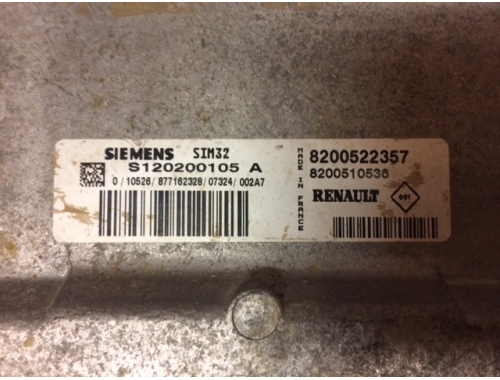 SIEMENS SIM32
S120200105 A
0/10526/877162328/07324/002A7
MADE IN FRANCE
8200522357
8200510536
RENAULT